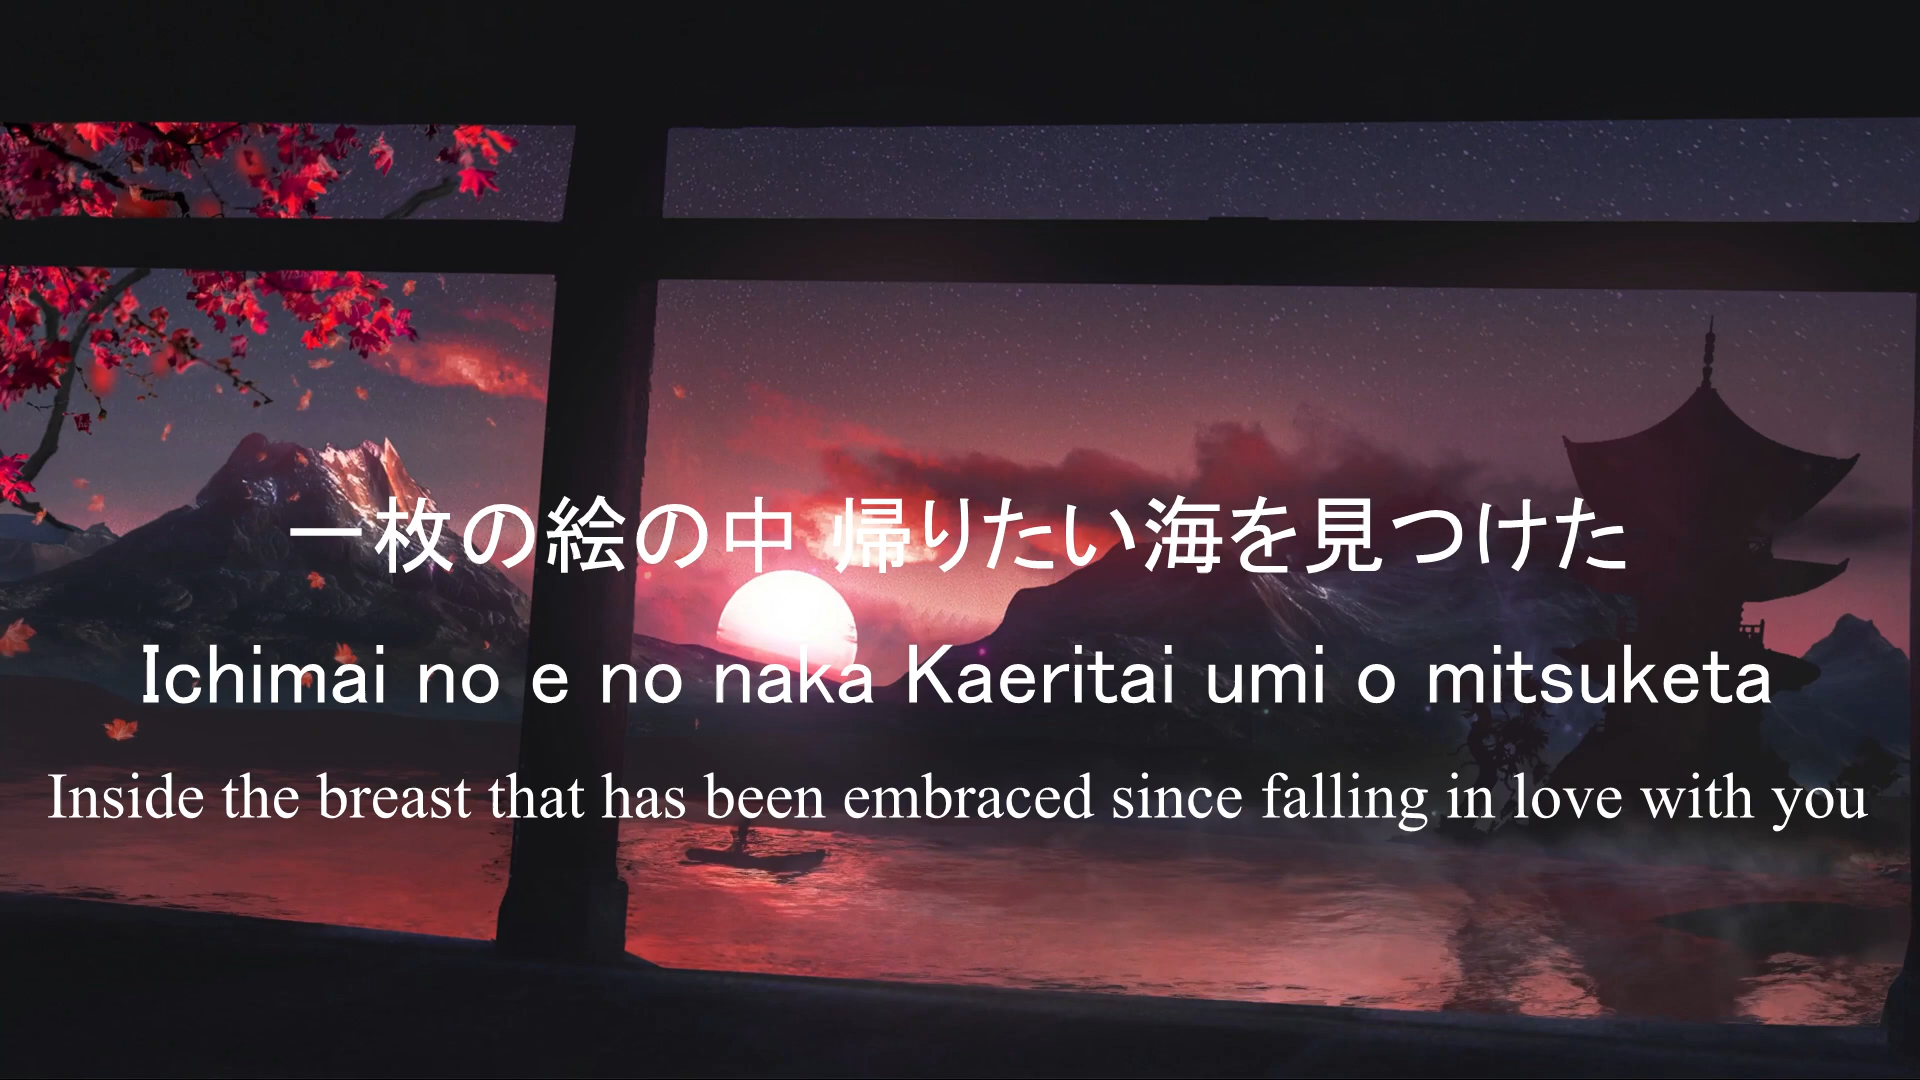 一枚の絵の中 帰りたい海を見つけた
Ichimai no e no naka Kaeritai umi o mitsuketa
Inside the breast that has been embraced since falling in love with you